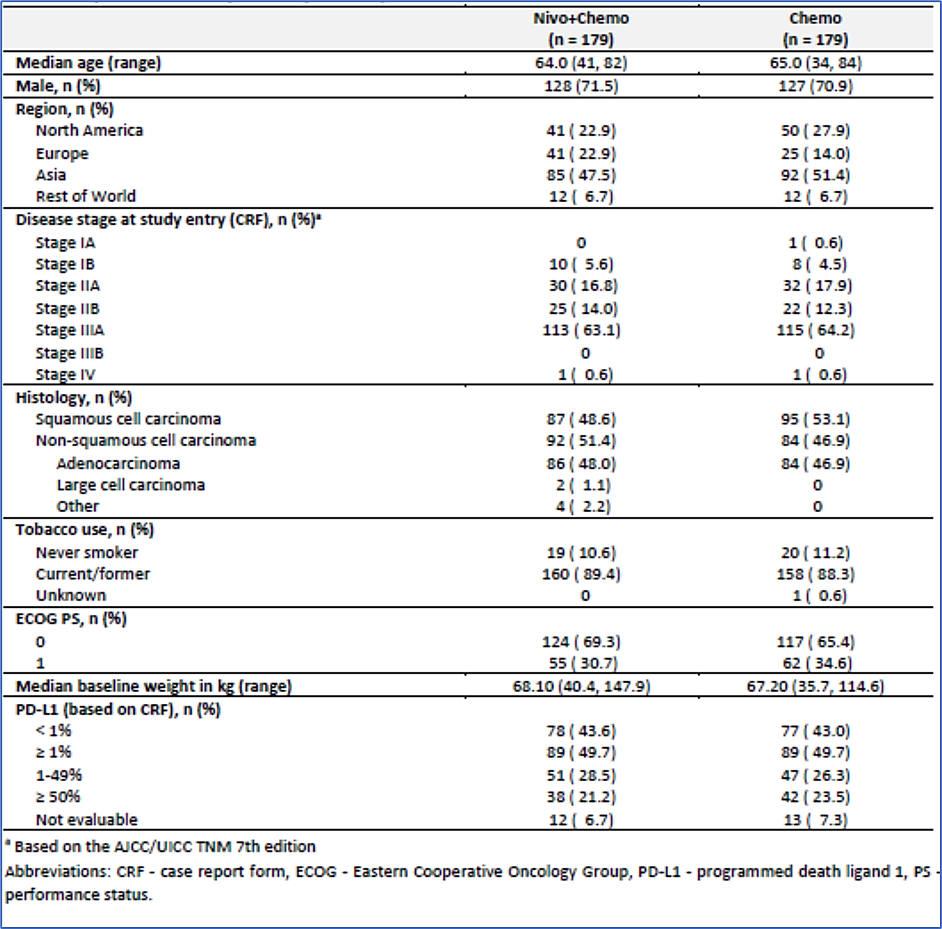 Nivo+Chemo Chemo
(n = 179) (n = 179)
Median age (range) 64.0 (41, 82) 65.0 (34, 84)
Male, n (%) 128 (71.5) 127 (70.9)
Region, n (%)
North America 41 ( 22.9) 50 ( 27.9)
Europe 41 ( 22.9) 25 ( 14.0)
Asia 85 ( 47.5) 92 ( 51.4)
Rest of World 12 ( 6.7) 12 ( 6.7)
Disease stage at study entry (CRF), n (%)ᵃ
Stage IA 0 1 ( 0.6)
Stage IB 10 ( 5.6) 8 ( 4.5)
Stage IIA 30 ( 16.8) 32 ( 17.9)
Stage IIB 25 ( 14.0) 22 ( 12.3)
Stage IIIA 113 ( 63.1) 115 ( 64.2)
Stage IIIB 0 0
Stage IV 1 ( 0.6) 1 ( 0.6)
Histology, n (%)
Squamous cell carcinoma 87 ( 48.6) 95 ( 53.1)
Non-squamous cell carcinoma 92 ( 51.4) 84 ( 46.9)
Adenocarcinoma 86 ( 48.0) 84 ( 46.9)
Large cell carcinoma 2 ( 1.1) 0
Other 4 ( 2.2) 0
Tobacco use, n (%)
Never smoker 19 ( 10.6) 20 ( 11.2)
Current/former 160 ( 89.4) 158 ( 88.3)
Unknown 0 1 ( 0.6)
ECOG PS, n (%)
0 124 ( 69.3) 117 ( 65.4)
1 55 ( 30.7) 62 ( 34.6)
Median baseline weight in kg (range) 68.10 (40.4, 147.9) 67.20 (35.7, 114.6)
PD-L1 (based on CRF), n (%)
< 1% 78 ( 43.6) 77 ( 43.0)
≥ 1% 89 ( 49.7) 89 ( 49.7)
1-49% 51 ( 28.5) 47 ( 26.3)
≥ 50% 38 ( 21.2) 42 ( 23.5)
Not evaluable 12 ( 6.7) 13 ( 7.3)
ᵃ Based on the AJCC/UICC TNM 7th edition
Abbreviations: CRF - case report form, ECOG - Eastern Cooperative Oncology Group, PD-L1 - programmed death ligand 1, PS -
performance status.